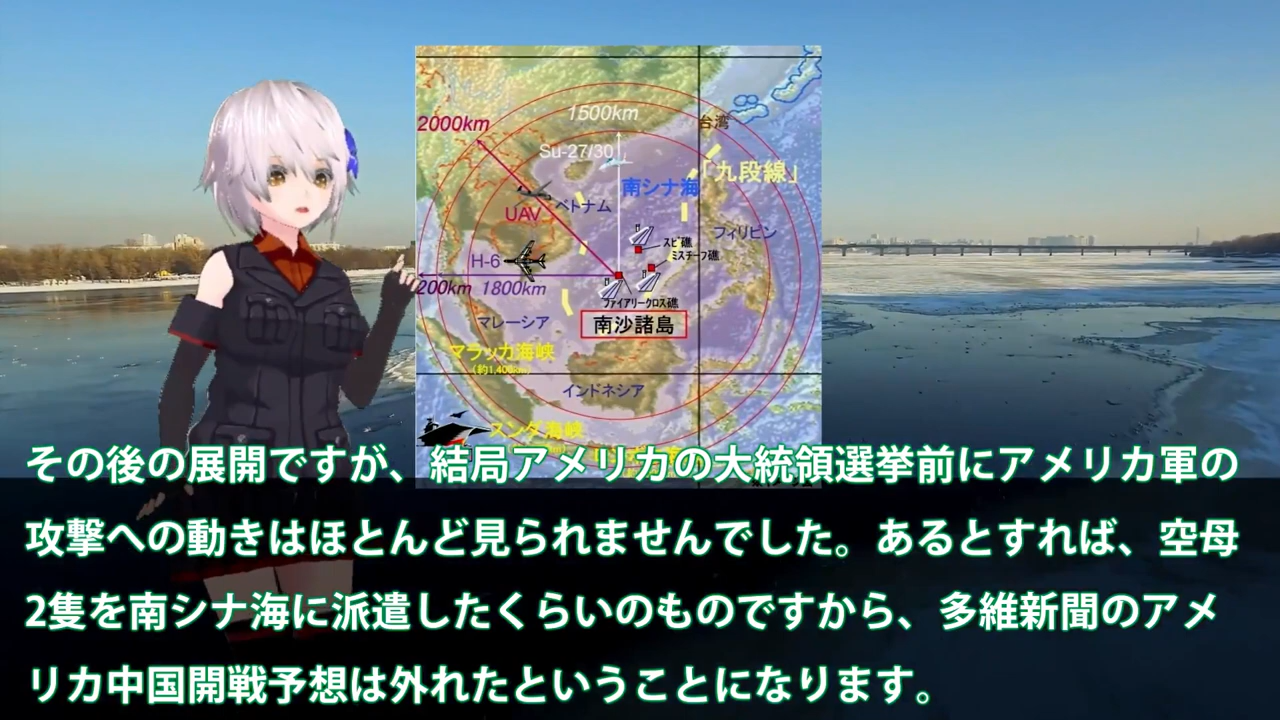 2000km
1500km
台湾
Su-27/30
「九段線」
南シナ海
UAV
ベトナム
フィリピン
スビ礁
ミスチーフ礁
H-6
200km
1800km
ファイアリークロス礁
マレーシア
南沙諸島
マラッカ海峡
(約1,400km)
インドネシア
スンダ海峡
その後の展開ですが、結局アメリカの大統領選挙前にアメリカ軍の
攻撃への動きはほとんど見られませんでした。あるとすれば、空母
2隻を南シナ海に派遣したくらいのものですから、多維新聞のアメ
リカ中国開戦予想は外れたということになります。